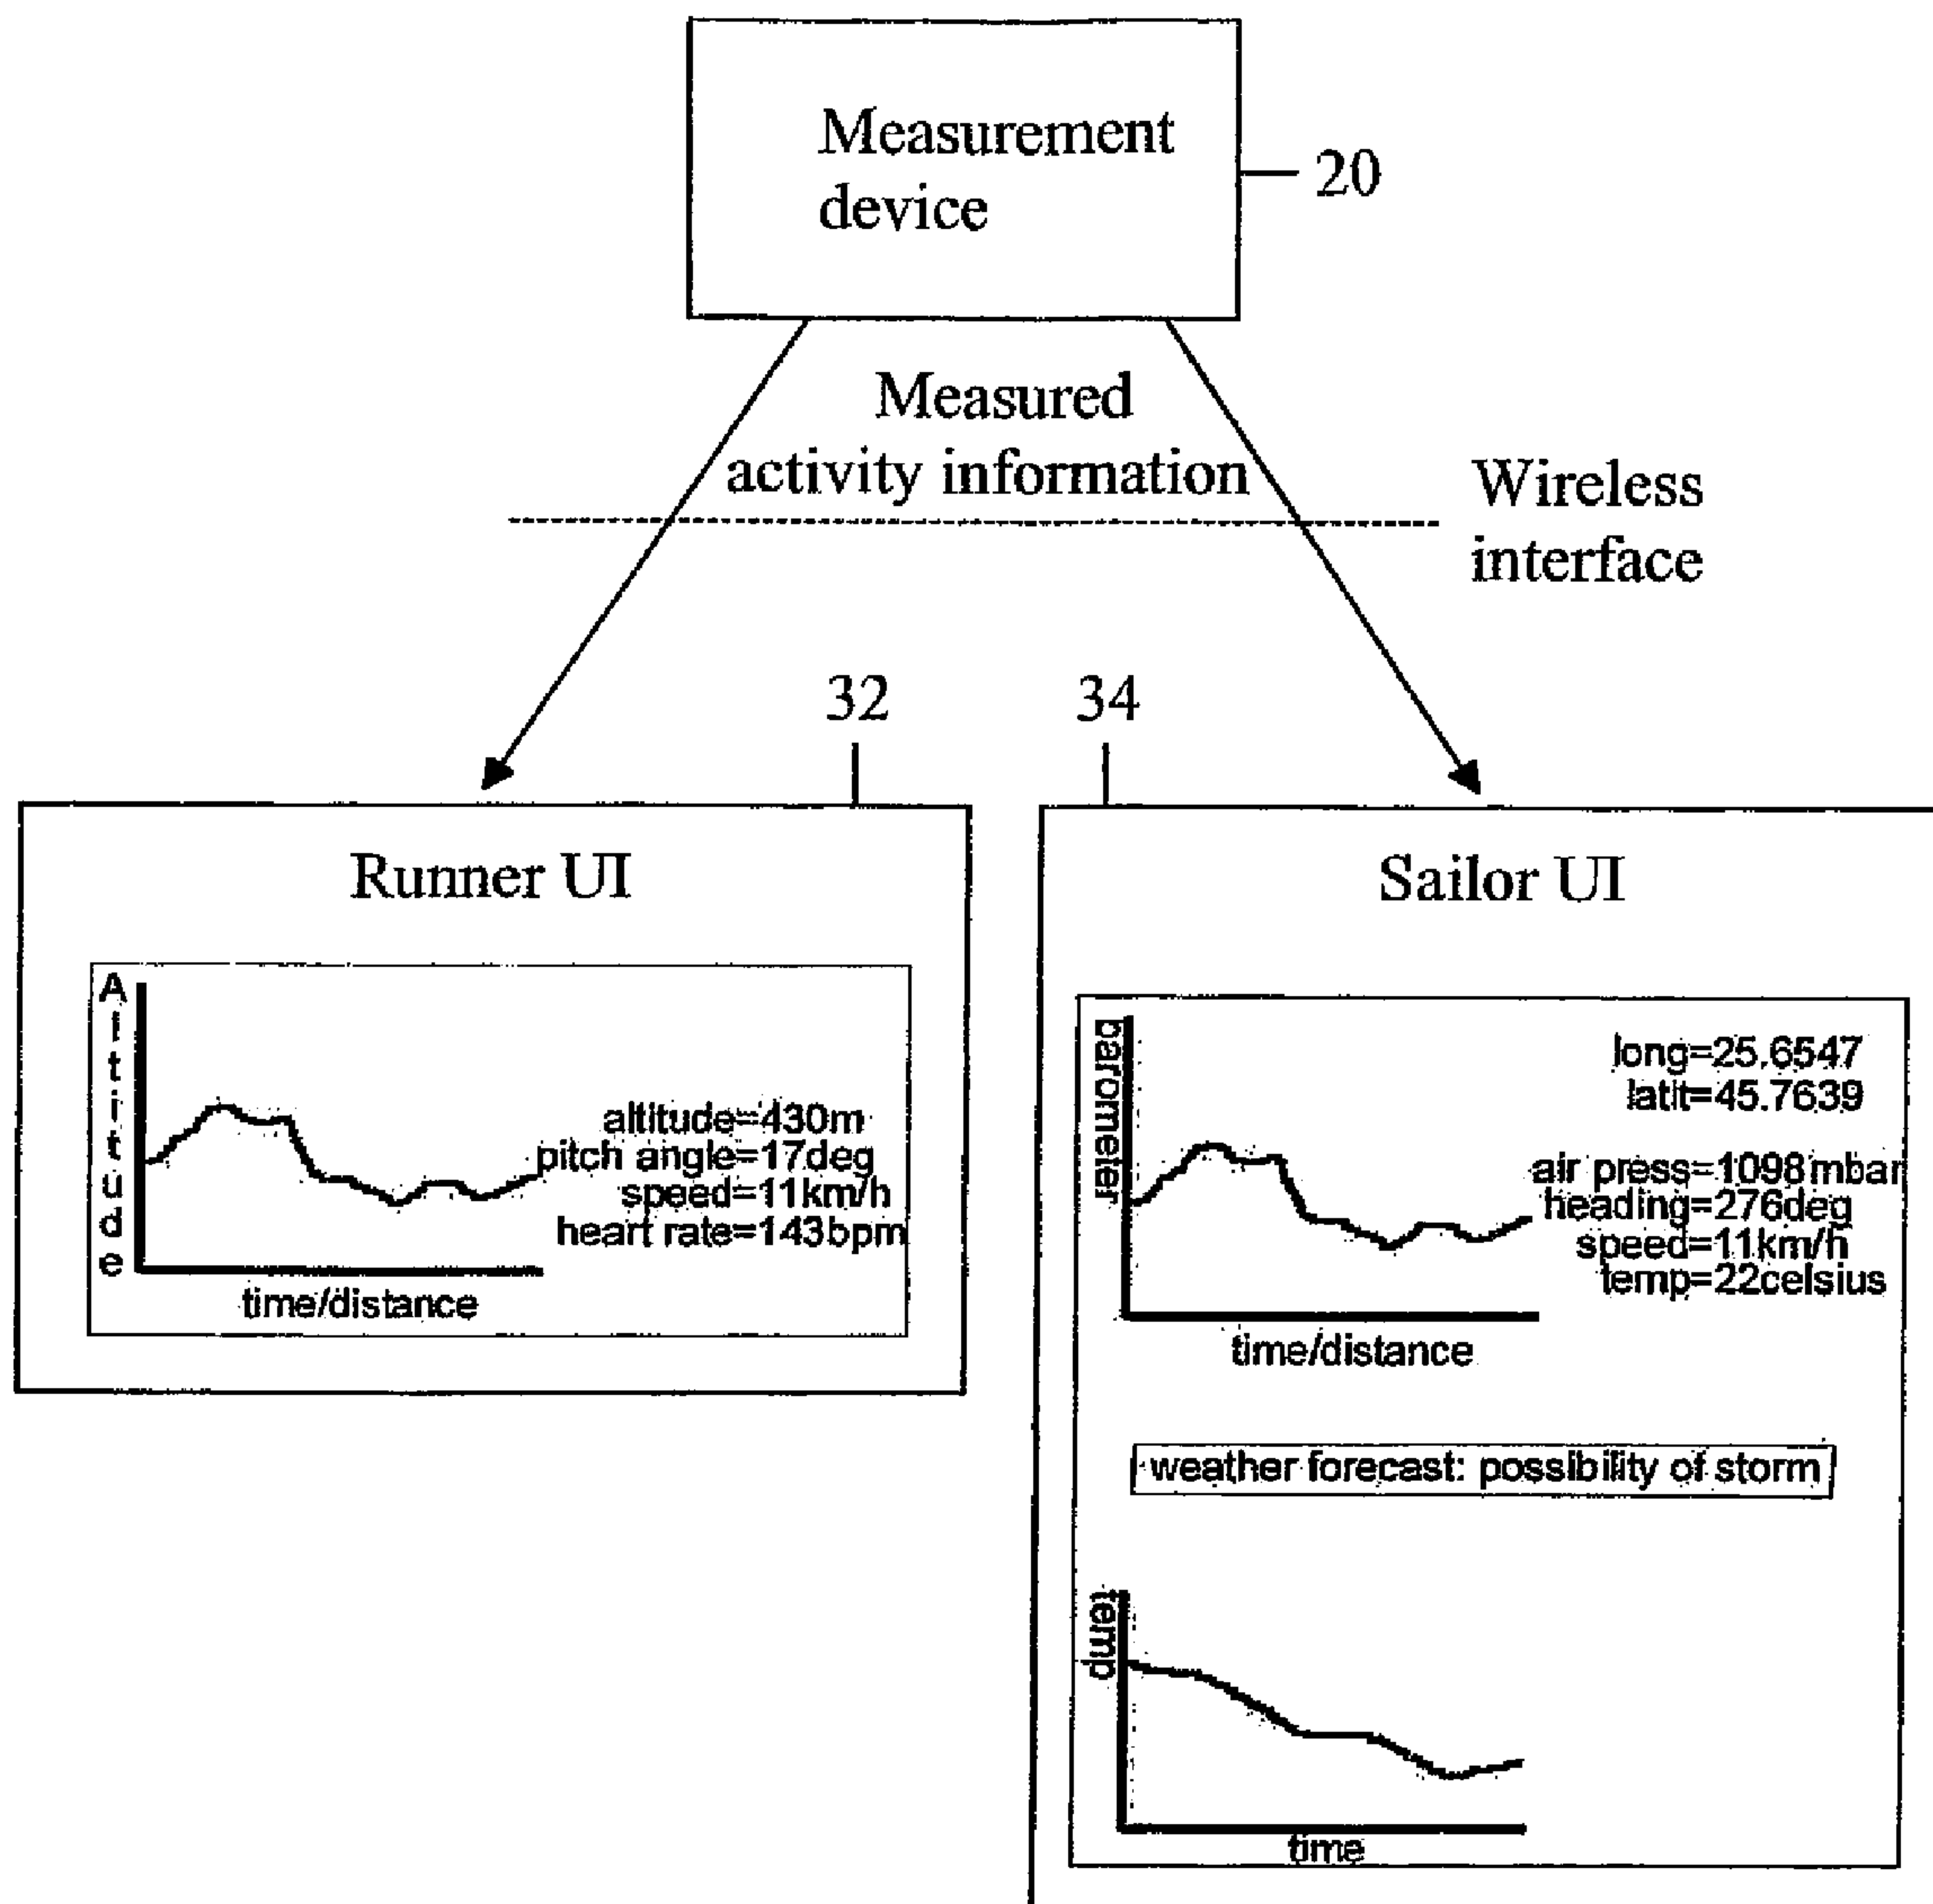 Measurement
device
20
Measured
activity information
Wireless
interface
32
34
Runner UI
Altitude
altitude=430m
pitch angle=17deg
speed=11km/h
heart rate=143bpm
time/distance
Sailor UI
barometer
long=25.6547
latit=45.7639
air press=1098mbar
heading=276deg
speed=11km/h
temp=22celsius
time/distance
weather forecast: possibility of storm
temp
time